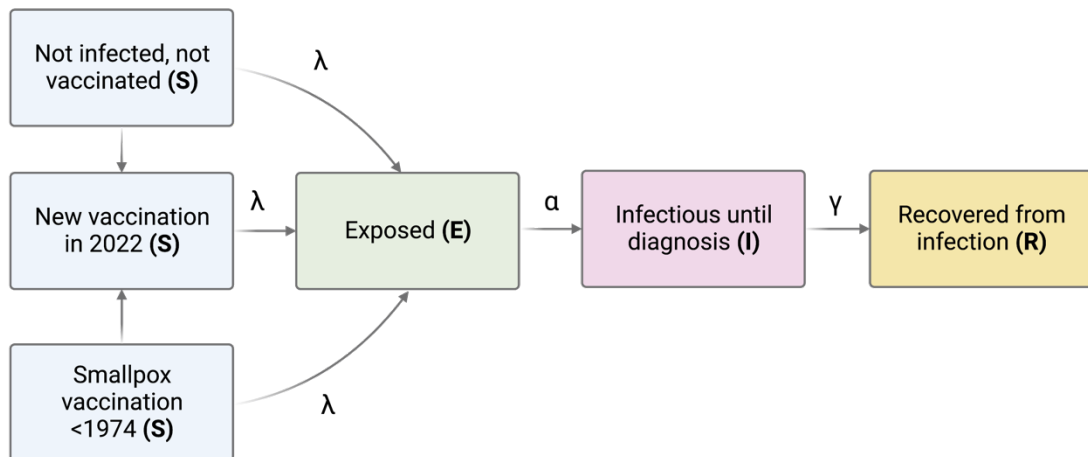 Not infected, not
vaccinated (S)
λ
New vaccination
in 2022 (S)
λ
Exposed (E)
α
Infectious until
diagnosis (I)
γ
Recovered from
infection (R)
Smallpox
vaccination
<1974 (S)
λ